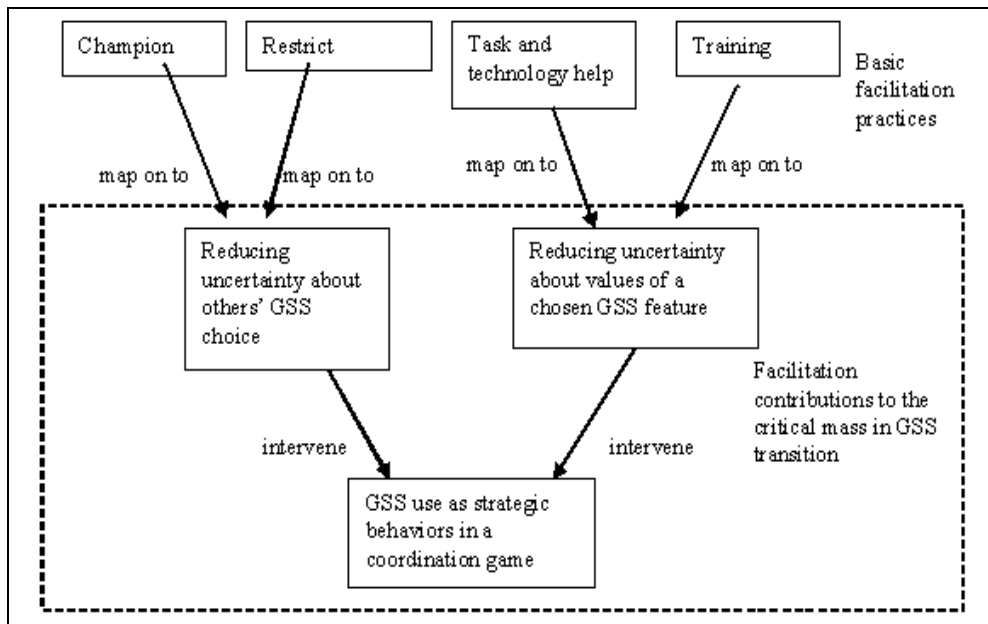 Champion
Restrict
Task and
technology help
Training
Basic
facilitation
practices
map on to
map on to
map on to
map on to
Reducing
uncertainty about
others' GSS
choice
Reducing uncertainty
about values of a
chosen GSS feature
Facilitation
contributions to the
critical mass in GSS
transition
intervene
intervene
GSS use as strategic
behaviors in a
coordination game